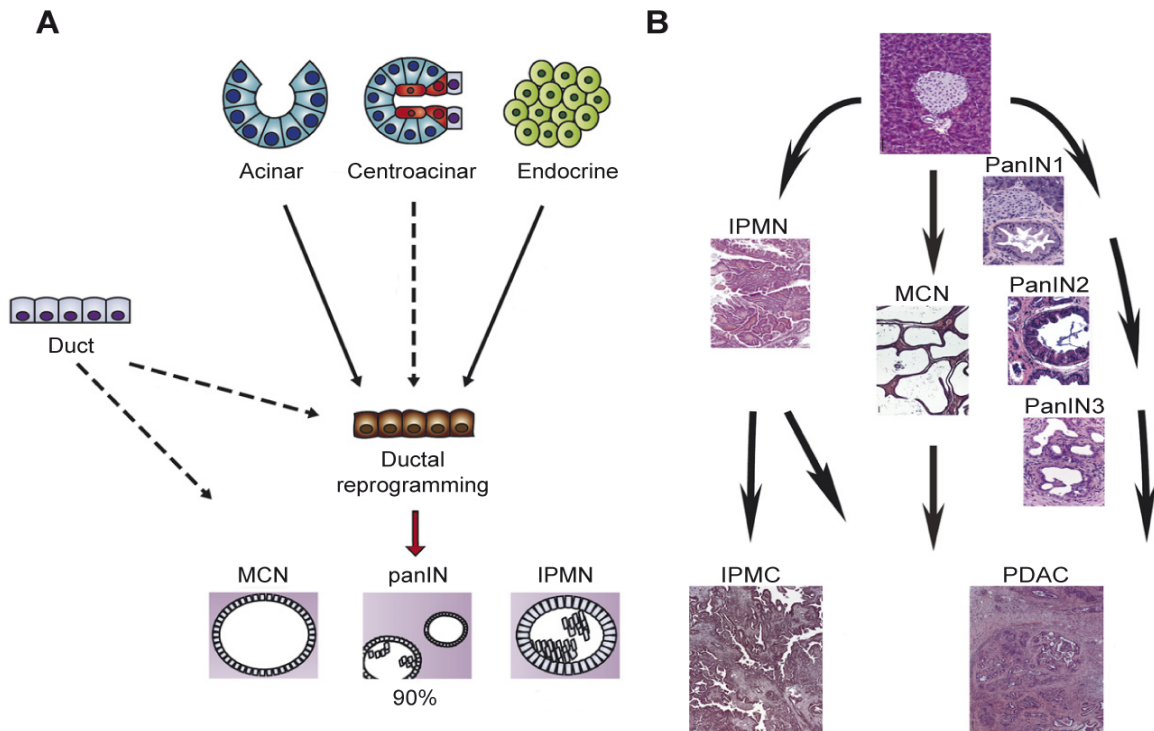 A
Acinar
Centroacinar
Endocrine
Duct
Ductal
reprogramming
MCN
panIN
IPMN
90%
B
PanIN1
IPMN
MCN
PanIN2
PanIN3
IPMC
PDAC